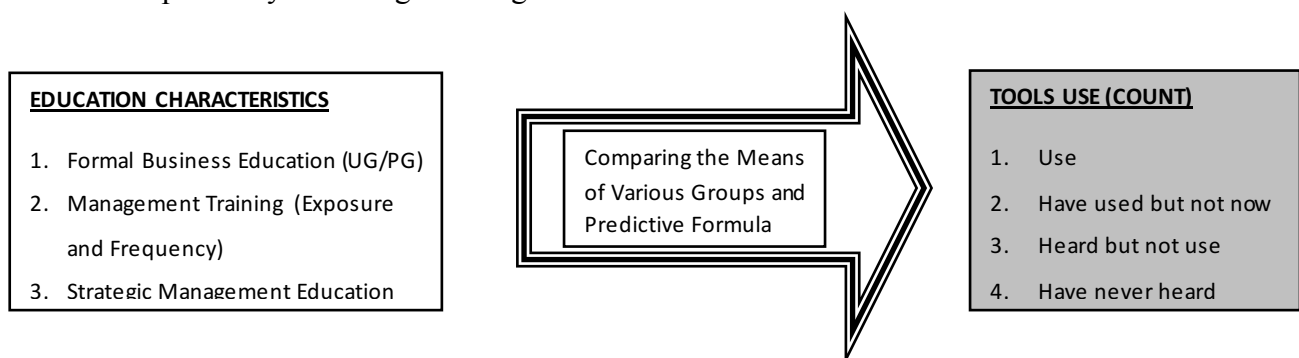 EDUCATION CHARACTERISTICS
1. Formal Business Education (UG/PG)
2. Management Training (Exposure
and Frequency)
3. Strategic Management Education
Comparing the Means
of Various Groups and
Predictive Formula
TOOLS USE (COUNT)
1. Use
2. Have used but not now
3. Heard but not use
4. Have never heard